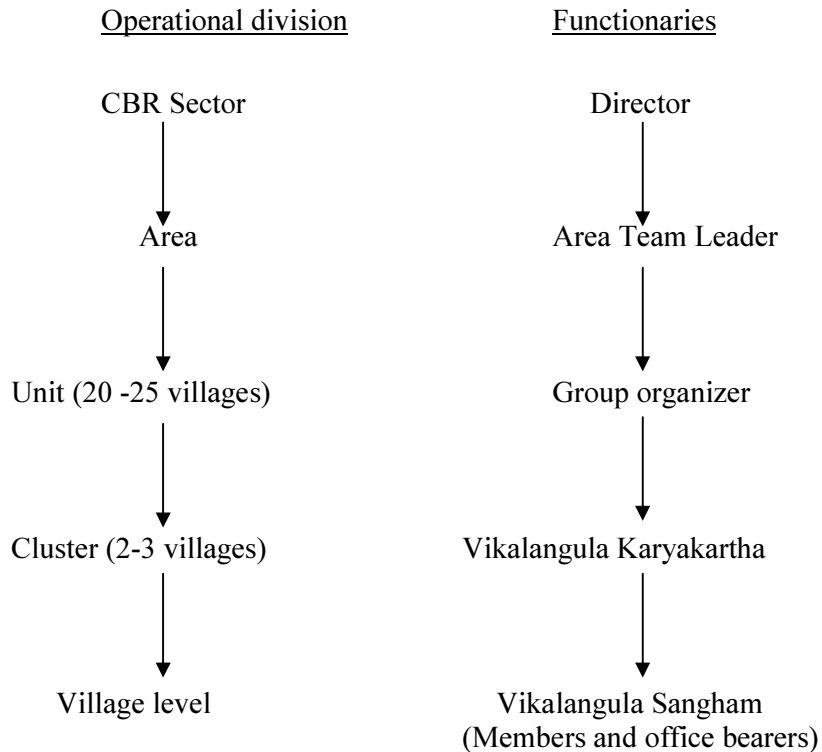 Operational division Functionaries
CBR Sector Director
Area Area Team Leader
Unit (20 -25 villages) Group organizer
Cluster (2-3 villages) Vikalangula Karyakartha
Village level Vikalangula Sangham
(Members and office bearers)